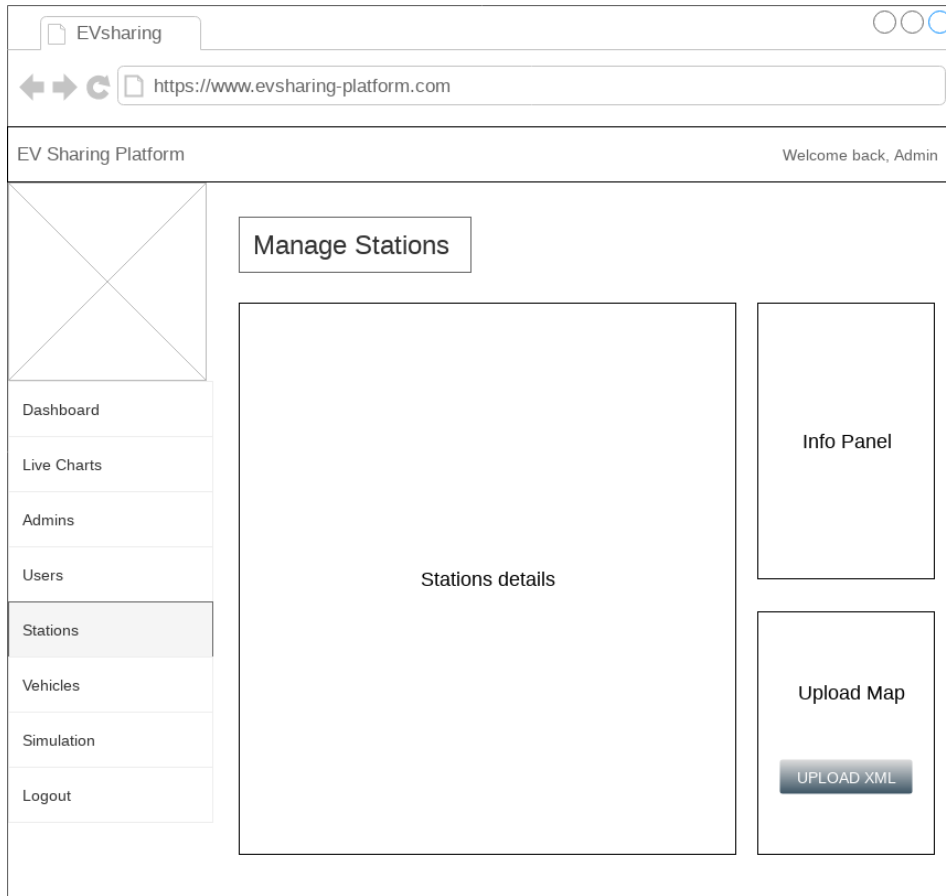 EVsharing
https://www.evsharing-platform.com
EV Sharing Platform
Welcome back, Admin
Manage Stations
Dashboard
Live Charts
Admins
Users
Stations
Vehicles
Simulation
Logout
Stations details
Info Panel
Upload Map
UPLOAD XML